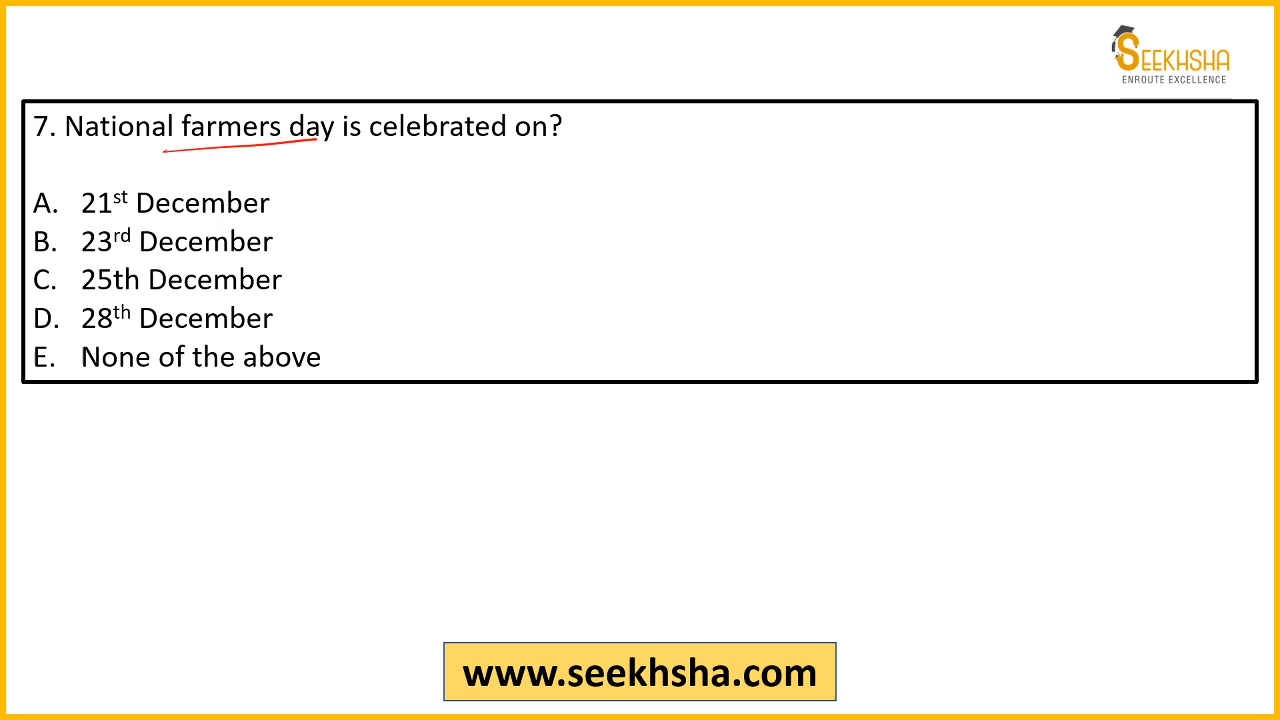 SEEKHSHA
ENROUTE EXCELLENCE
7. National farmers day is celebrated on?
A. 21st December
B. 23rd December
C. 25th December
D. 28th December
E. None of the above
www.seekhsha.com